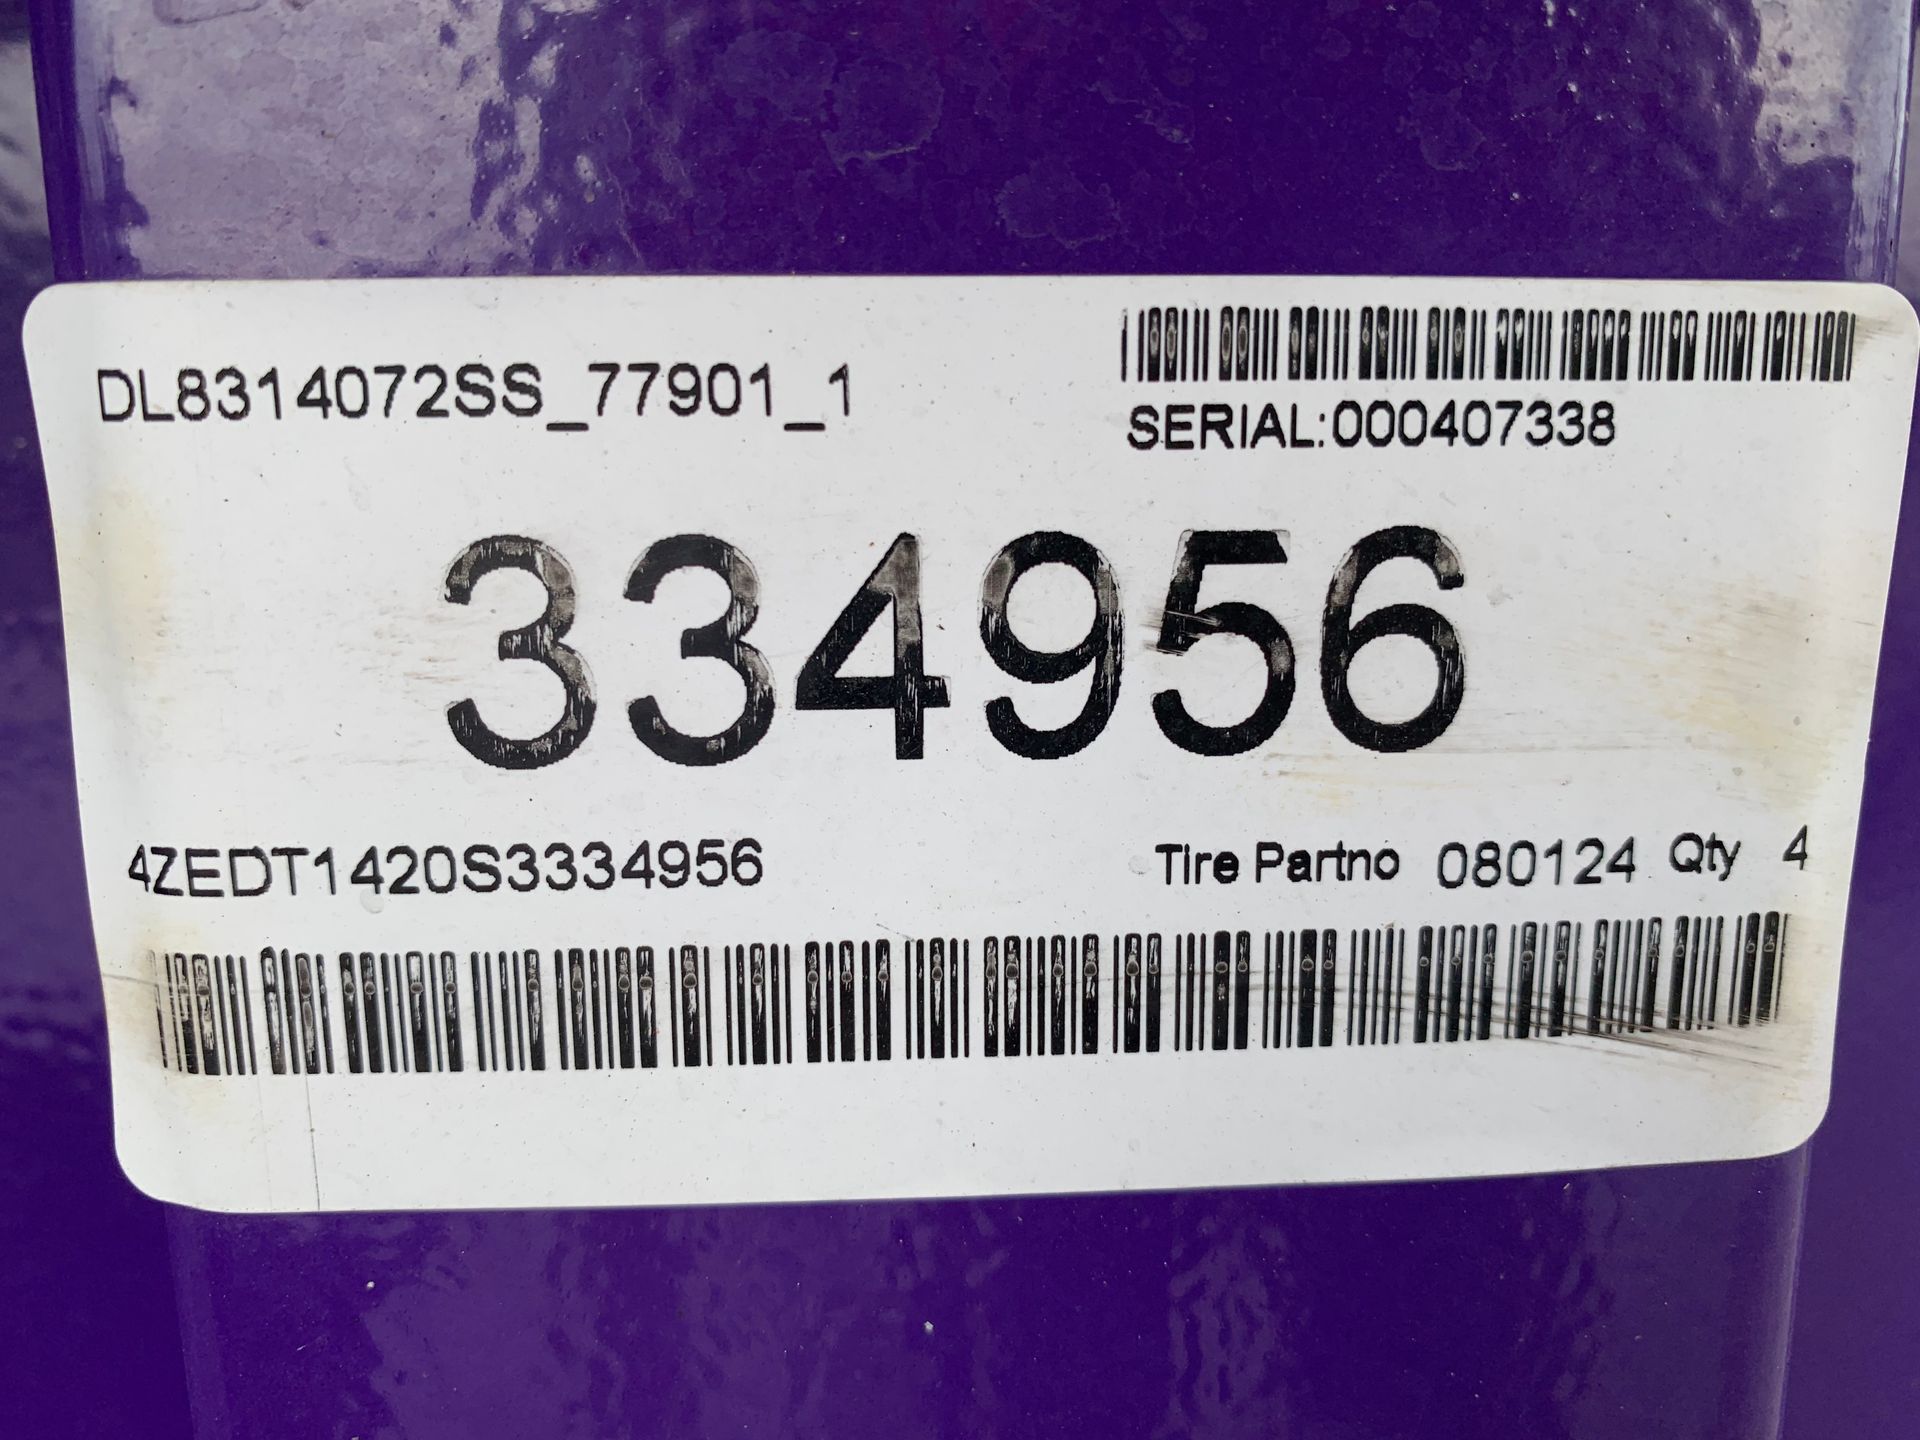 DL8314072SS_77901_1
SERIAL:000407338
334956
4ZEDT1420S3334956
Tire Partno 080124 Qty 4